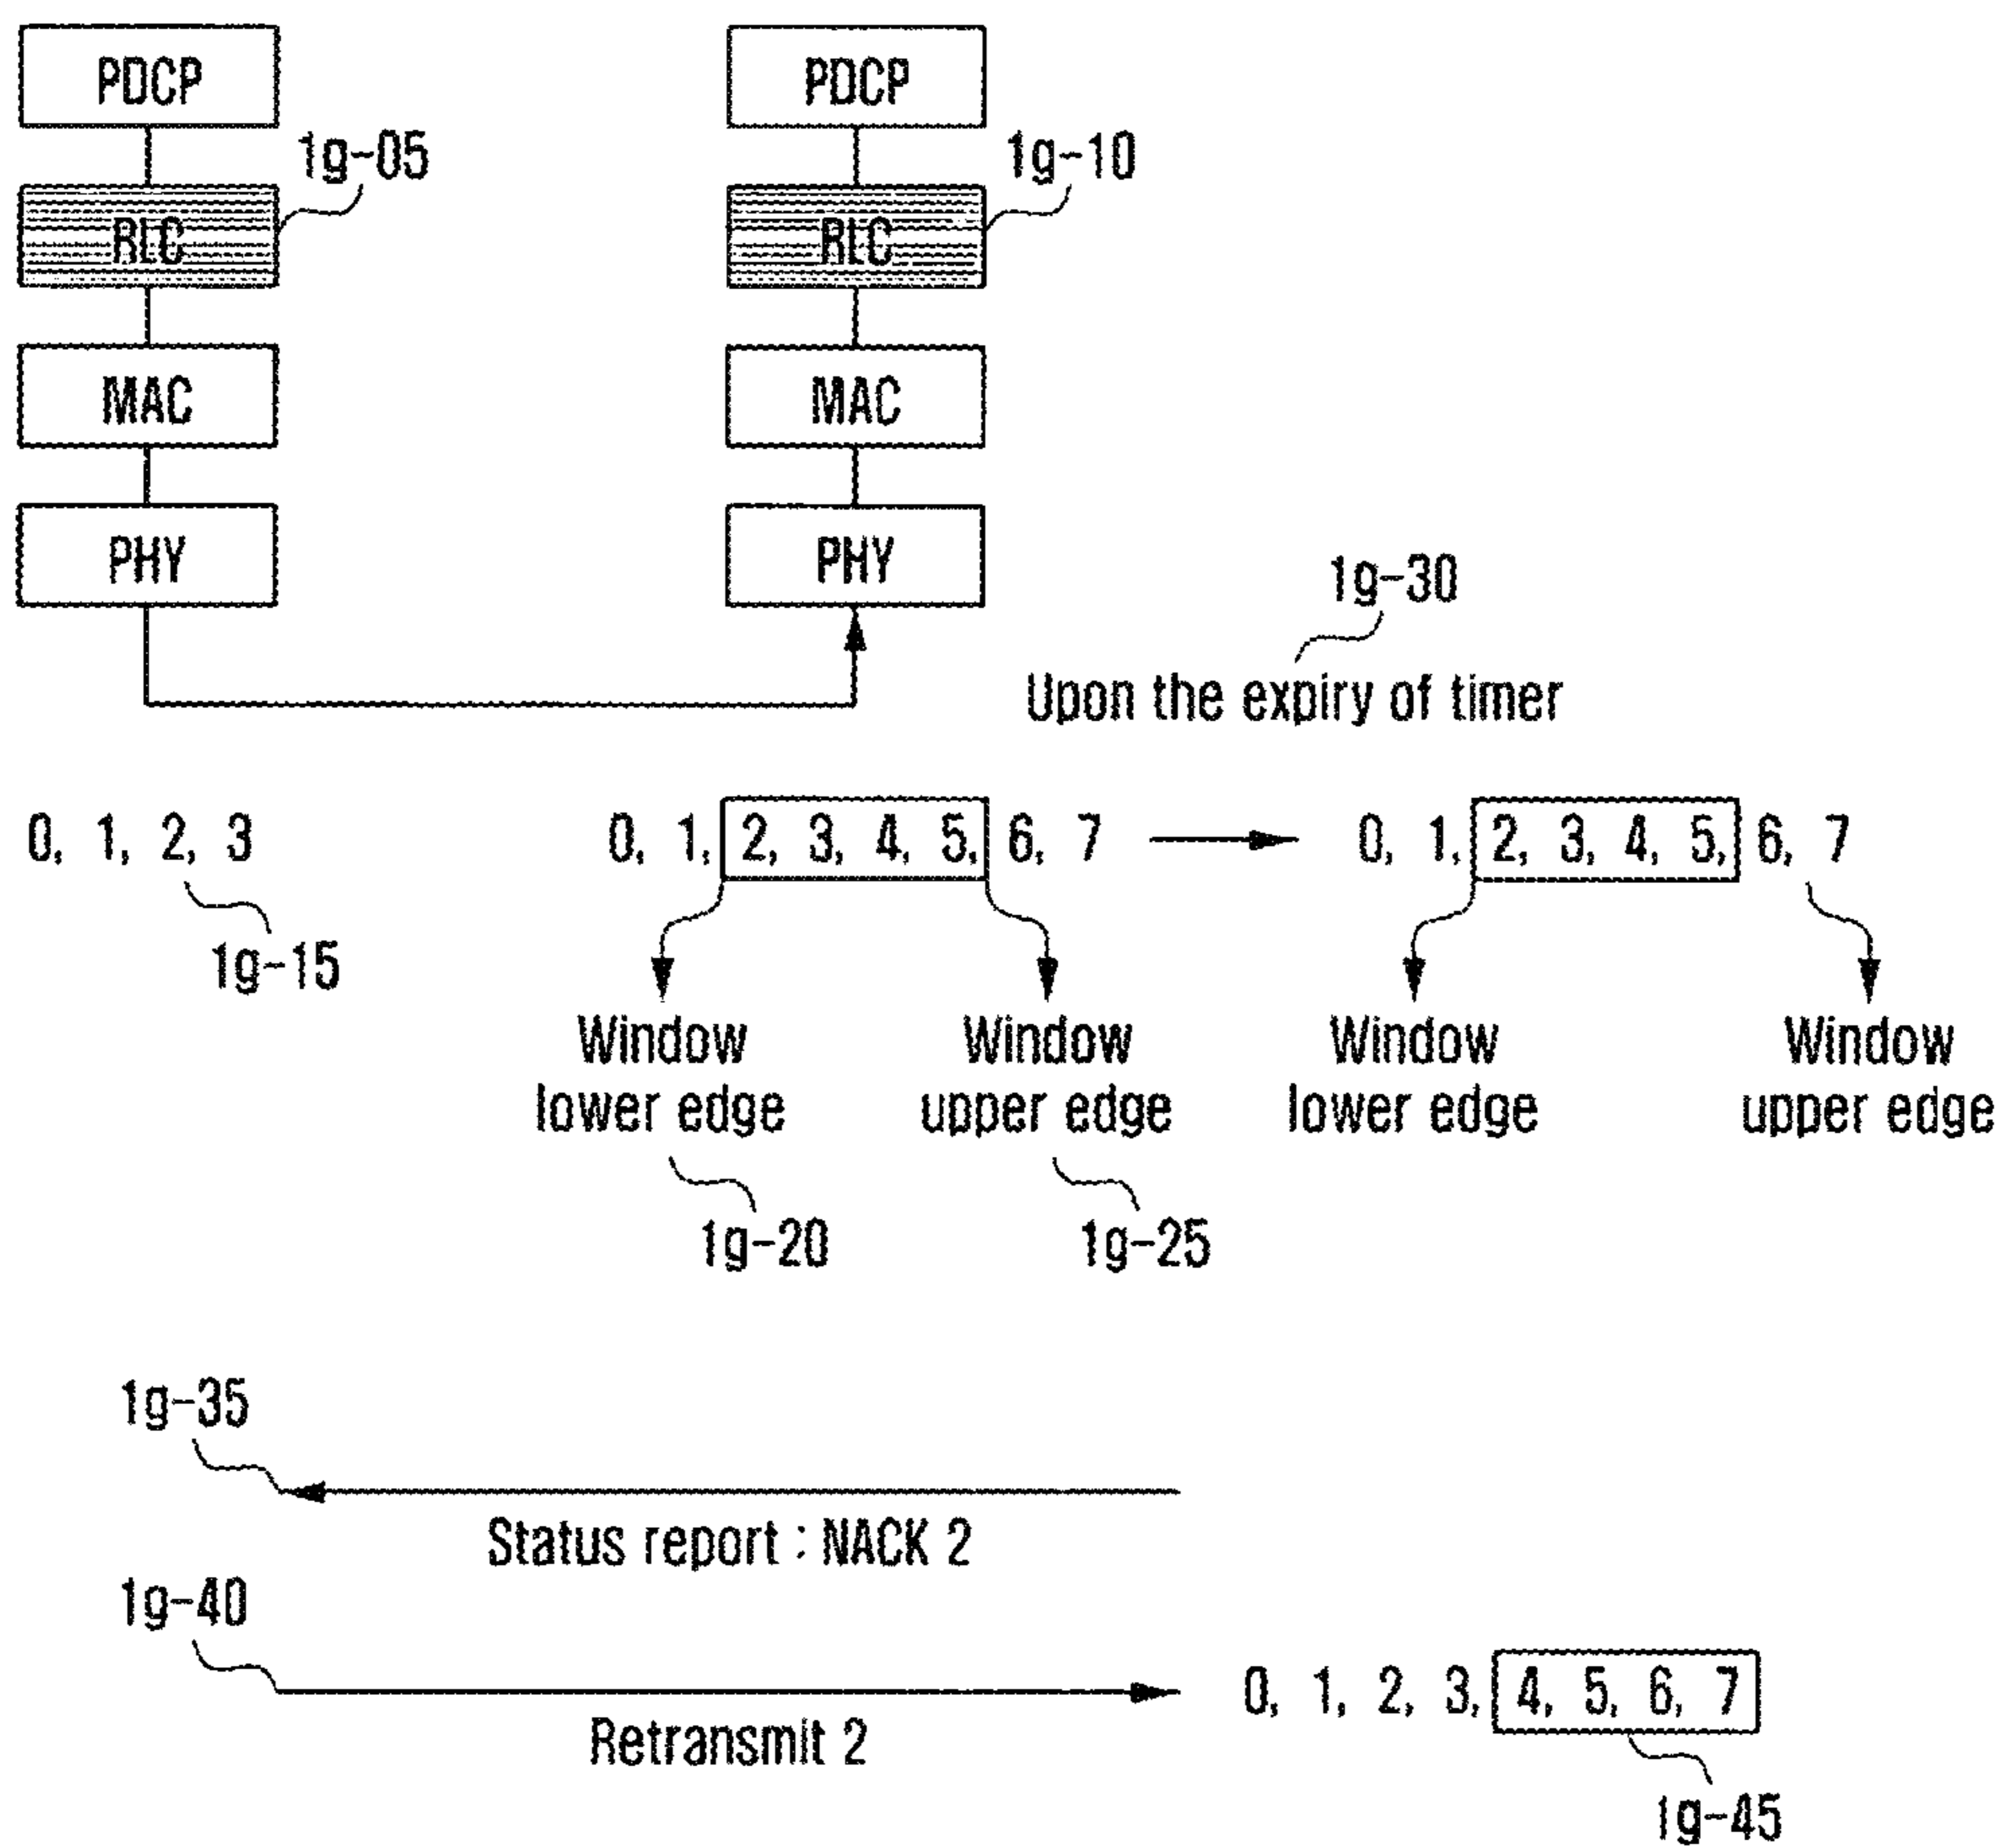 PDCP
PDCP
1g-05
1g-10
RLC
RLC
MAC
MAC
PHY
PHY
1g-30
Upon the expiry of timer
0, 1, 2, 3
0, 1, 2, 3, 4, 5, 6, 7
0, 1, 2, 3, 4, 5, 6, 7
1g-15
Window
lower edge
Window
upper edge
Window
lower edge
Window
upper edge
1g-20
1g-25
1g-35
Status report : NACK 2
1g-40
Retransmit 2
0, 1, 2, 3, 4, 5, 6, 7
1g-45